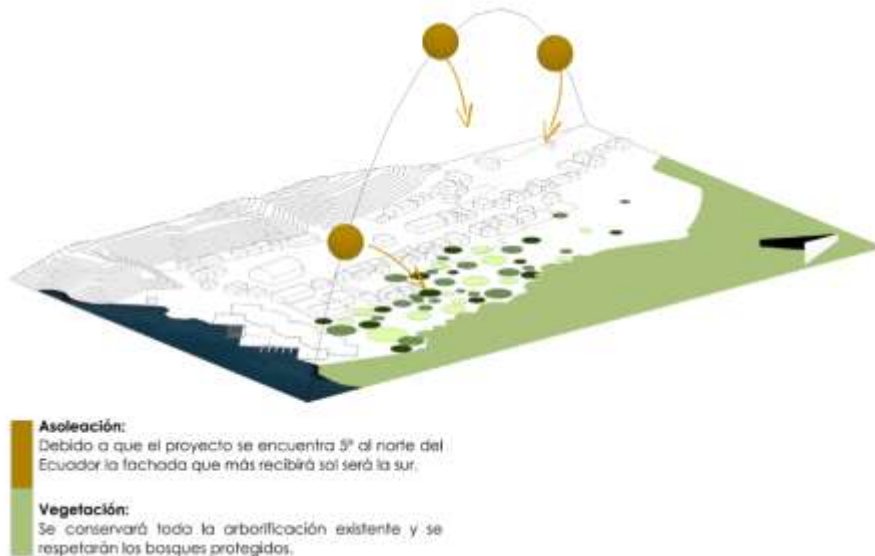 Asoleación:
Debido a que el proyecto se encuentra 5° al norte del
Ecuador la fachada que más recibirá sol será la sur.
Vegetación:
Se conservará toda la arborificación existente y se
respetarán los bosques protegidos.